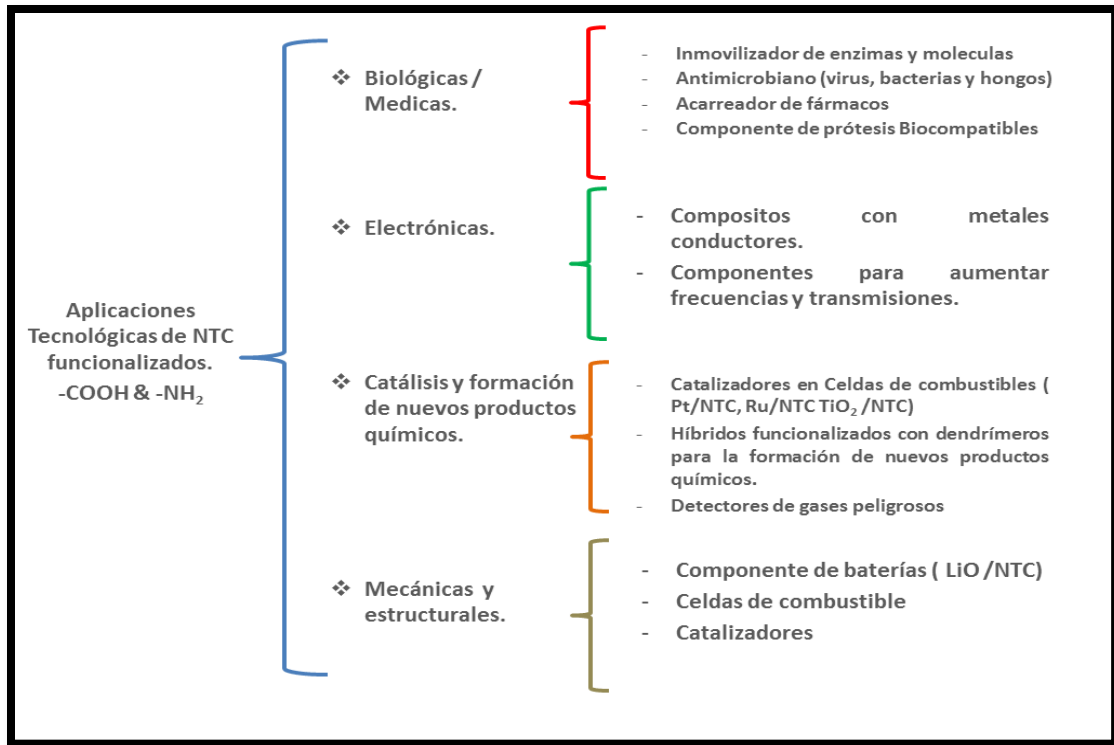 Aplicaciones
Tecnológicas de NTC
funcionalizados.
-COOH & -NH₂
❖ Biológicas /
Medicas.
- Inmovilizador de enzimas y moleculas
- Antimicrobiano (virus, bacterias y hongos)
- Acarreador de fármacos
- Componente de prótesis Biocompatibles
❖ Electrónicas.
- Compositos con metales
conductores.
- Componentes para aumentar
frecuencias y transmisiones.
❖ Catálisis y formación
de nuevos productos
químicos.
- Catalizadores en Celdas de combustibles (
Pt/NTC, Ru/NTC TiO₂ /NTC)
- Híbridos funcionalizados con dendrímeros
para la formación de nuevos productos
químicos.
- Detectores de gases peligrosos
❖ Mecánicas y
estructurales.
- Componente de baterías ( LiO /NTC)
- Celdas de combustible
- Catalizadores